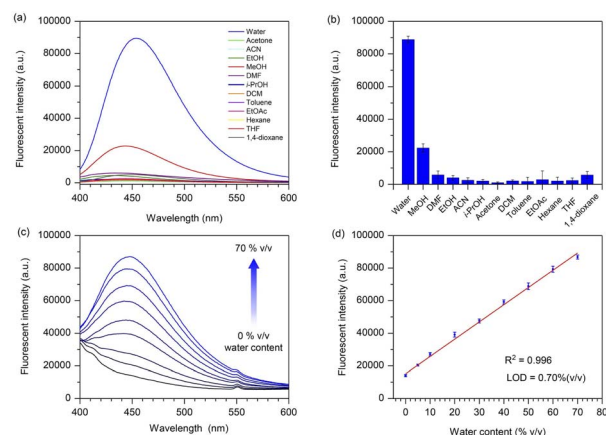 (a)
Fluorescent intensity (a.u.)
100000
80000
60000
40000
20000
0
400
450
500
550
600
Wavelength (nm)
Water
Acetone
ACN
EtOH
MeOH
DMF
i-PrOH
DCM
Toluene
EtOAc
Hexane
THF
1,4-dioxane
(b)
Fluorescent intensity (a.u.)
100000
80000
60000
40000
20000
0
Water
MeOH
DMF
EtOH
ACN
i-PrOH
Acetone
DCM
Toluene
EtOAc
Hexane
THF
1,4-dioxane
(c)
Fluorescent intensity (a.u.)
100000
80000
60000
40000
20000
0
400
450
500
550
600
Wavelength (nm)
70 % v/v
0 % v/v
water content
(d)
Fluorescent intensity (a.u.)
100000
80000
60000
40000
20000
0
0
10
20
30
40
50
60
70
80
Water content (% v/v)
R² = 0.996
LOD = 0.70%(v/v)